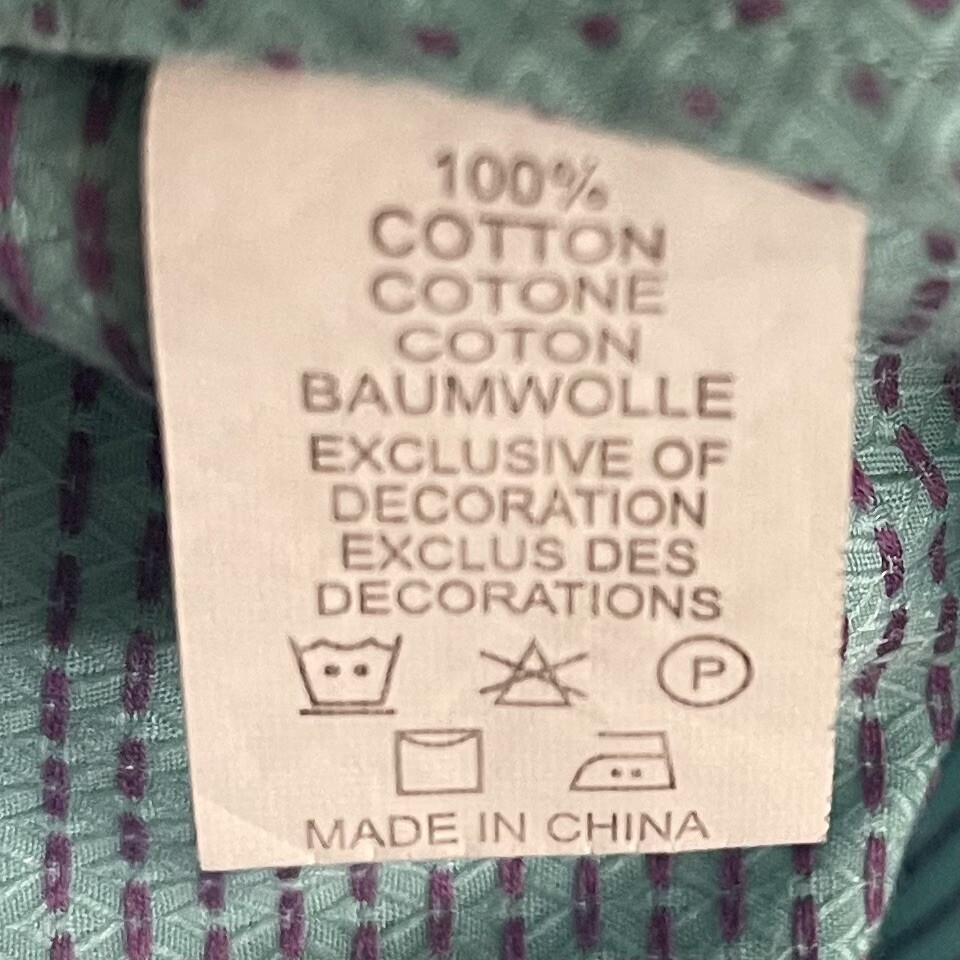 100%
COTTON
COTONE
COTON
BAUMWOLLE
EXCLUSIVE OF
DECORATION
EXCLUS DES
DECORATIONS
P
MADE IN CHINA